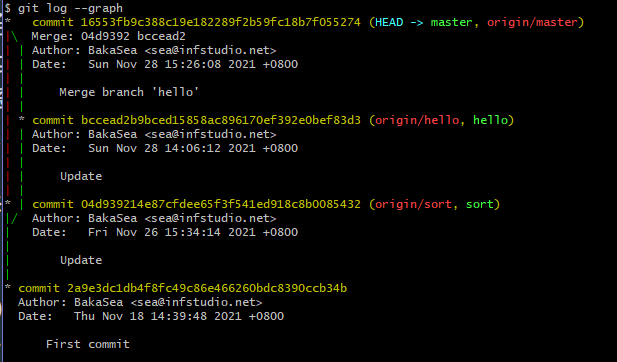 $ git log --graph
*   commit 16553fb9c388c19e182289f2b59fc18b7f055274 (HEAD -> master, origin/master)
|\  Merge: 04d9392 bccead2
| | Author: BakaSea <sea@infstudio.net>
| | Date:   Sun Nov 28 15:26:08 2021 +0800
| |
| |     Merge branch 'hello'
| |
| * commit bccead2b9bced15858ac896170ef392e0bef83d3 (origin/hello, hello)
| | Author: BakaSea <sea@infstudio.net>
| | Date:   Sun Nov 28 14:06:12 2021 +0800
| |
| |     Update
| |
* | commit 04d939214e87cfdee65f3f541ed918c8b0085432 (origin/sort, sort)
|/  Author: BakaSea <sea@infstudio.net>
|   Date:   Fri Nov 26 15:34:14 2021 +0800
|
|       Update
|
* commit 2a9e3dc1db4f8fc49c86e466260bdc8390ccb34b
  Author: BakaSea <sea@infstudio.net>
  Date:   Thu Nov 18 14:39:48 2021 +0800

      First commit